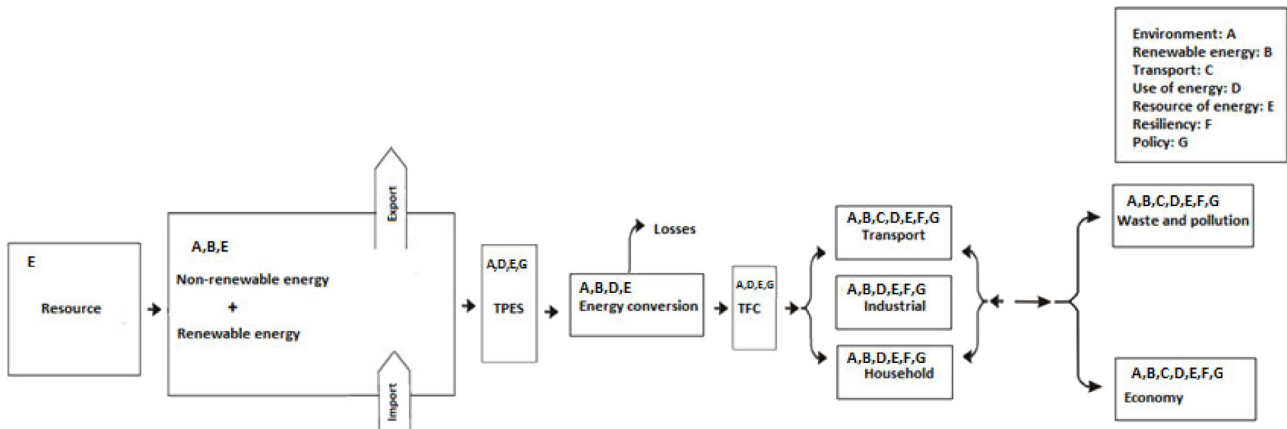 Environment: A
Renewable energy: B
Transport: C
Use of energy: D
Resource of energy: E
Resiliency: F
Policy: G
E
Resource
A,B,E
Non-renewable energy
+
Renewable energy
Export
Import
A,D,E,G
TPES
Losses
A,B,D,E
Energy conversion
A,D,E,G
TFC
A,B,C,D,E,F,G
Transport
A,B,D,E,F,G
Industrial
A,B,D,E,F,G
Household
A,B,C,D,E,F,G
Waste and pollution
A,B,C,D,E,F,G
Economy